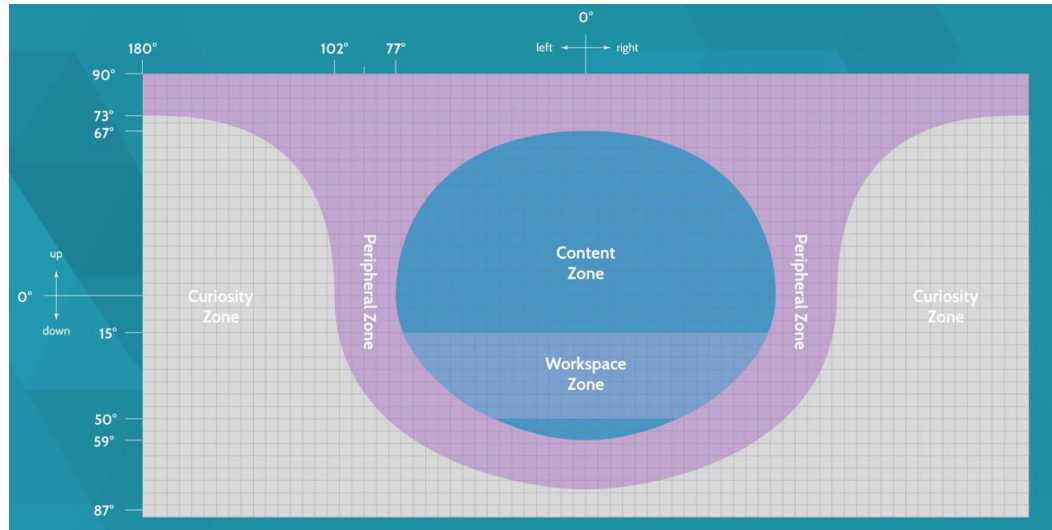 0°
left
right
180°
102°
77°
90°
73°
67°
Content
Zone
Peripheral Zone
Peripheral Zone
up
0°
down
Curiosity
Zone
Curiosity
Zone
15°
Workspace
Zone
50°
59°
87°